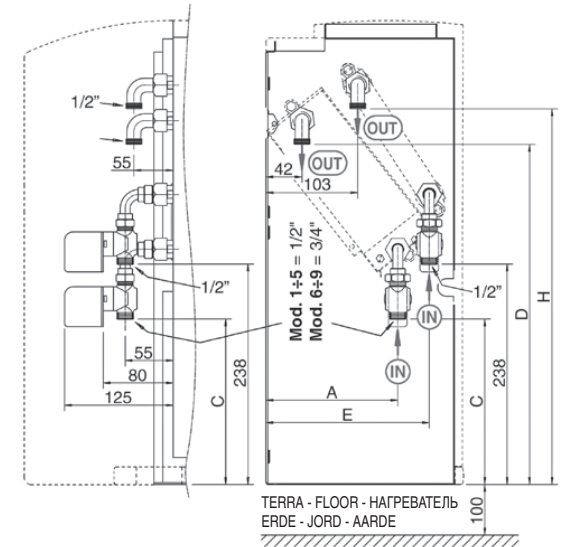 1/2"
55
OUT
42
OUT
103
Mod. 1÷5 = 1/2"
Mod. 6÷9 = 3/4"
1/2"
1/2"
IN
IN
55
80
125
C
238
A
E
C
238
D
H
100
TERRA - FLOOR - НАГРЕВАТЕЛЬ
ERDE - JORD - AARDE